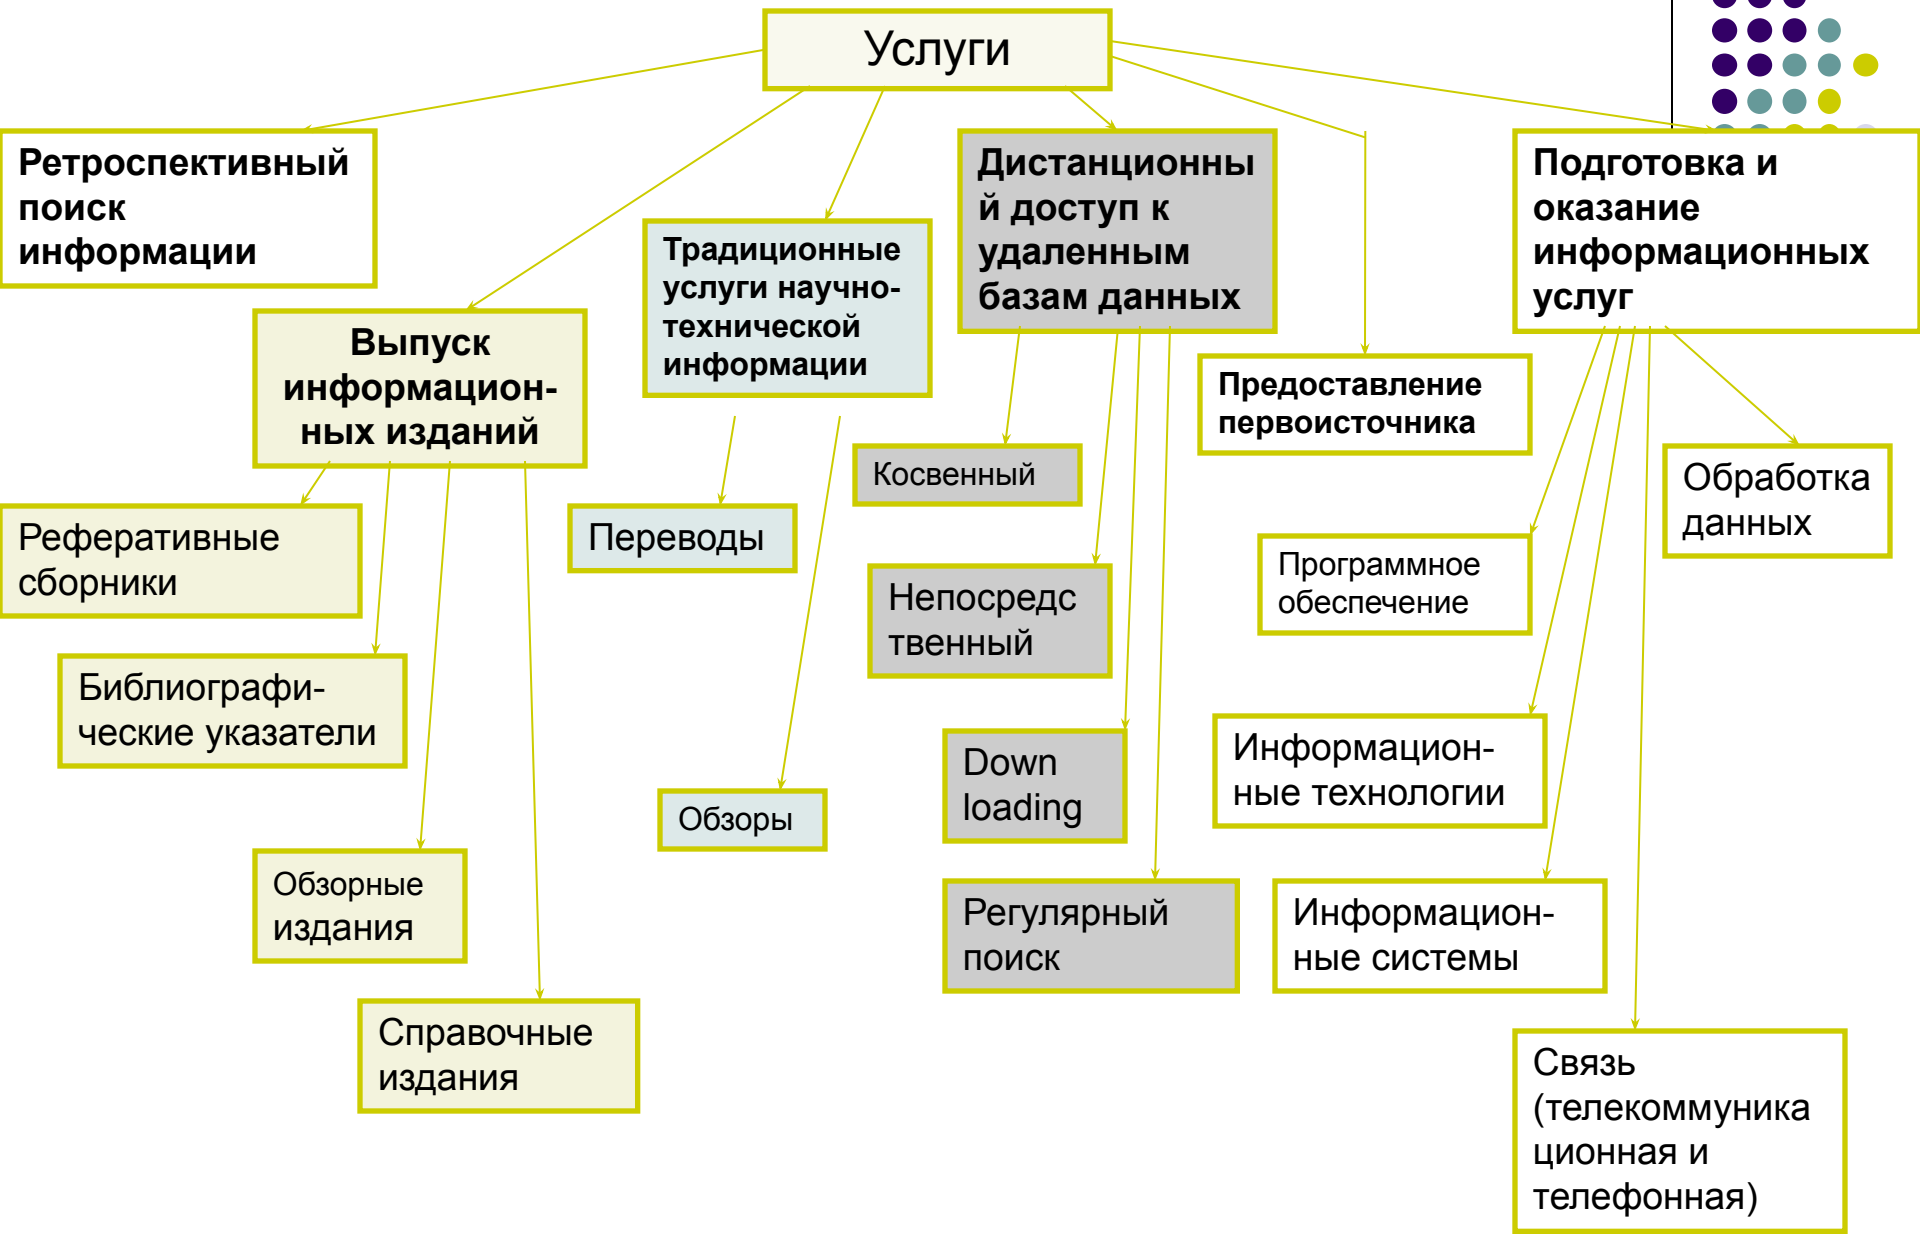 Услуги
Ретроспективный
поиск
информации
Выпуск
информацион-
ных изданий
Традиционные
услуги научно-
технической
информации
Дистанционны
й доступ к
удаленным
базам данных
Предоставление
первоисточника
Подготовка и
оказание
информационных
услуг
Реферативные
сборники
Библиографи-
ческие указатели
Обзорные
издания
Справочные
издания
Переводы
Обзоры
Косвенный
Непосредс
твенный
Down
loading
Регулярный
поиск
Программное
обеспечение
Информацион-
ные технологии
Информацион-
ные системы
Связь
(телекоммуника
ционная и
телефонная)
Обработка
данных